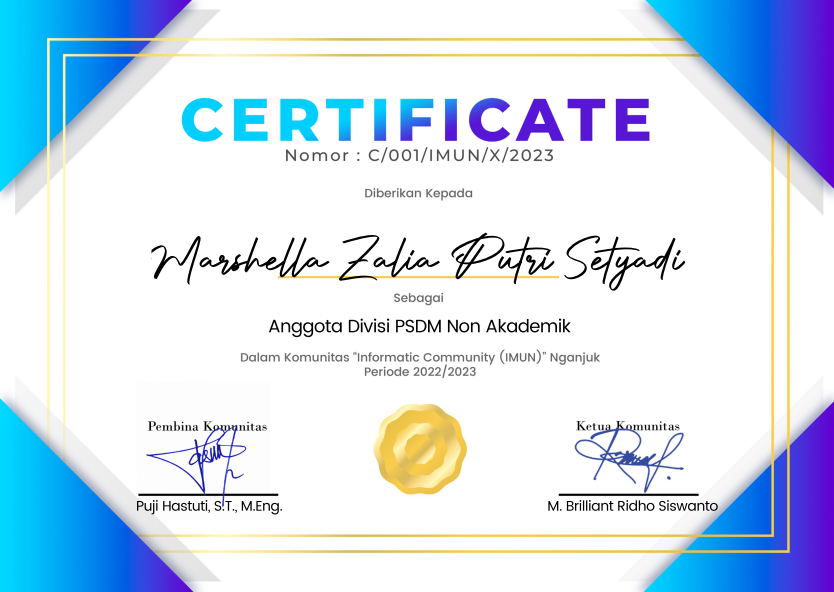 CERTIFICATE
Nomor : C/001/IMUN/X/2023
Diberikan Kepada
Marshella Zalia Putri Setyadi
Sebagai
Anggota Divisi PSDM Non Akademik
Dalam Komunitas "Informatic Community (IMUN)" Nganjuk
Periode 2022/2023
Pembina Komunitas
Puji Hastuti, S.T., M.Eng.
Ketua Komunitas
M. Brilliant Ridho Siswanto